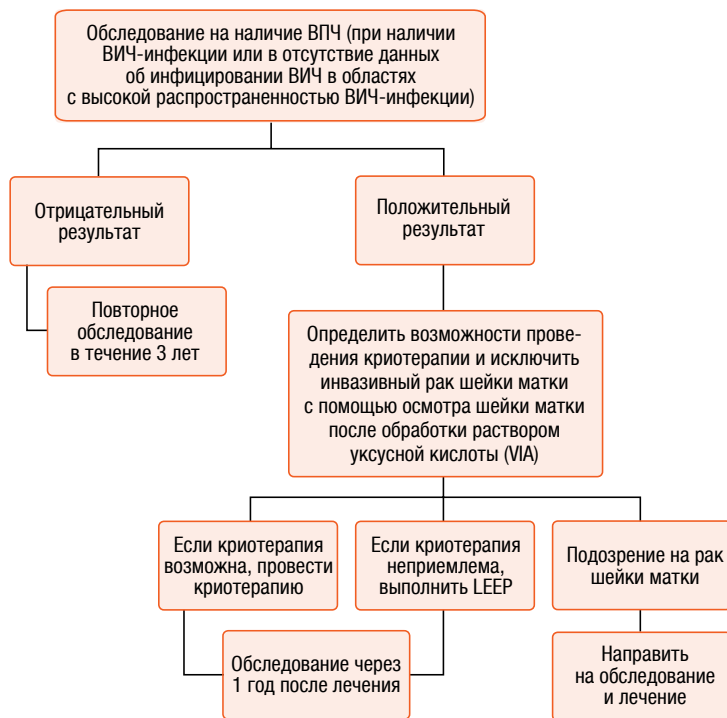 Обследование на наличие ВПЧ (при наличии
ВИЧ-инфекции или в отсутствие данных
об инфицировании ВИЧ в областях
с высокой распространенностью ВИЧ-инфекции)
Отрицательный
результат
Положительный
результат
Повторное
обследование
в течение 3 лет
Определить возможности прове-
дения криотерапии и исключить
инвазивный рак шейки матки
с помощью осмотра шейки матки
после обработки раствором
уксусной кислоты (VIA)
Если криотерапия
возможна, провести
криотерапию
Если криотерапия
неприемлема,
выполнить LEEP
Подозрение на рак
шейки матки
Обследование через
1 год после лечения
Направить
на обследование
и лечение